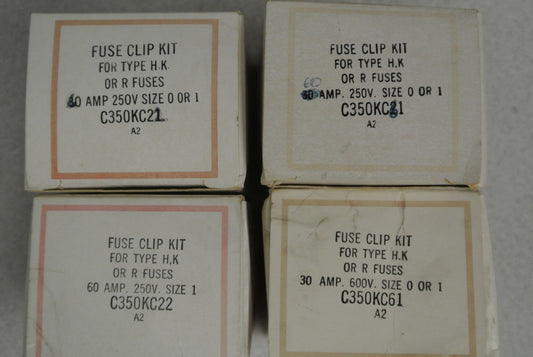 FUSE CLIP KIT
FOR TYPE H.K.
OR R FUSES
60 AMP 250V SIZE 0 OR 1
C350KC21
A2
FUSE CLIP KIT
FOR TYPE H,K
OR R FUSES
60
AMP. 250V. SIZE 0 OR 1
C350KC21
A2
FUSE CLIP KIT
FOR TYPE H,K
OR R FUSES
60 AMP. 250V. SIZE 1
C350KC22
A2
FUSE CLIP KIT
FOR TYPE H,K
OR R FUSES
30 AMP. 600V. SIZE 0 OR 1
C350KC61
A2